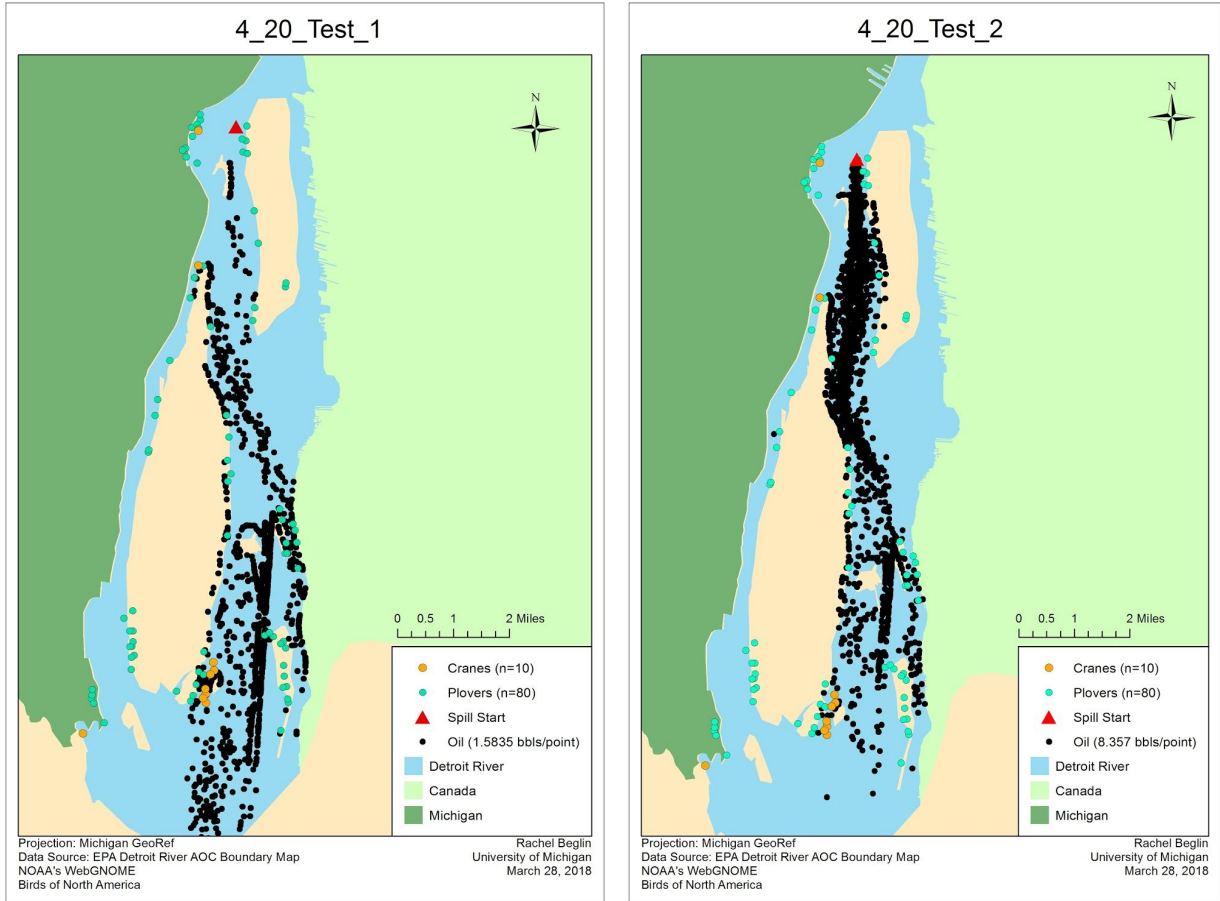 4_20_Test_1
N
0 0.5 1 2 Miles
Cranes (n=10)
Plovers (n=80)
Spill Start
Oil (1.5835 bbls/point)
Detroit River
Canada
Michigan
Projection: Michigan GeoRef
Data Source: EPA Detroit River AOC Boundary Map
NOAA's WebGNOME
Birds of North America
Rachel Beglin
University of Michigan
March 28, 2018
4_20_Test_2
N
0 0.5 1 2 Miles
Cranes (n=10)
Plovers (n=80)
Spill Start
Oil (8.357 bbls/point)
Detroit River
Canada
Michigan
Projection: Michigan GeoRef
Data Source: EPA Detroit River AOC Boundary Map
NOAA's WebGNOME
Birds of North America
Rachel Beglin
University of Michigan
March 28, 2018